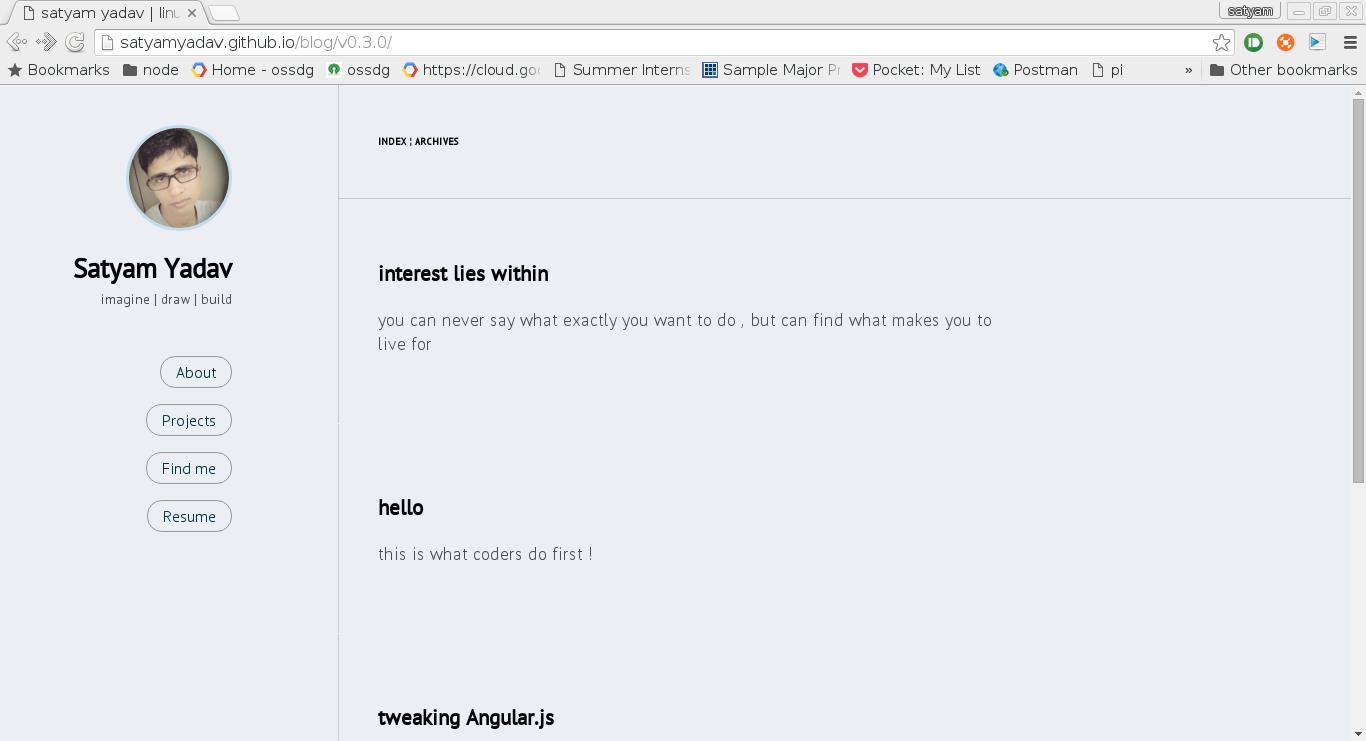 satyam yadav | linu
satyam
satyamyadav.github.io/blog/v0.3.0/
Bookmarks node Home - ossdg ossdg https://cloud.goo Summer Interns Sample Major Pr Pocket: My List Postman pi » Other bookmarks
Satyam Yadav
imagine | draw | build
About
Projects
Find me
Resume
INDEX ¦ ARCHIVES
interest lies within
you can never say what exactly you want to do , but can find what makes you to
live for
hello
this is what coders do first !
tweaking Angular.js